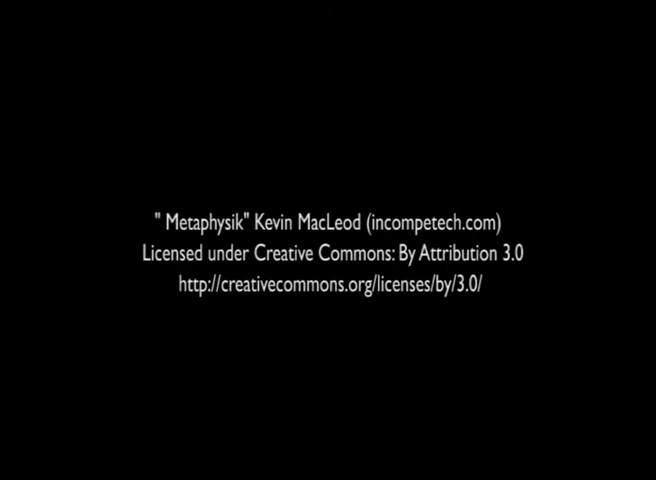 " Metaphysik" Kevin MacLeod (incompetech.com)
Licensed under Creative Commons: By Attribution 3.0
http://creativecommons.org/licenses/by/3.0/